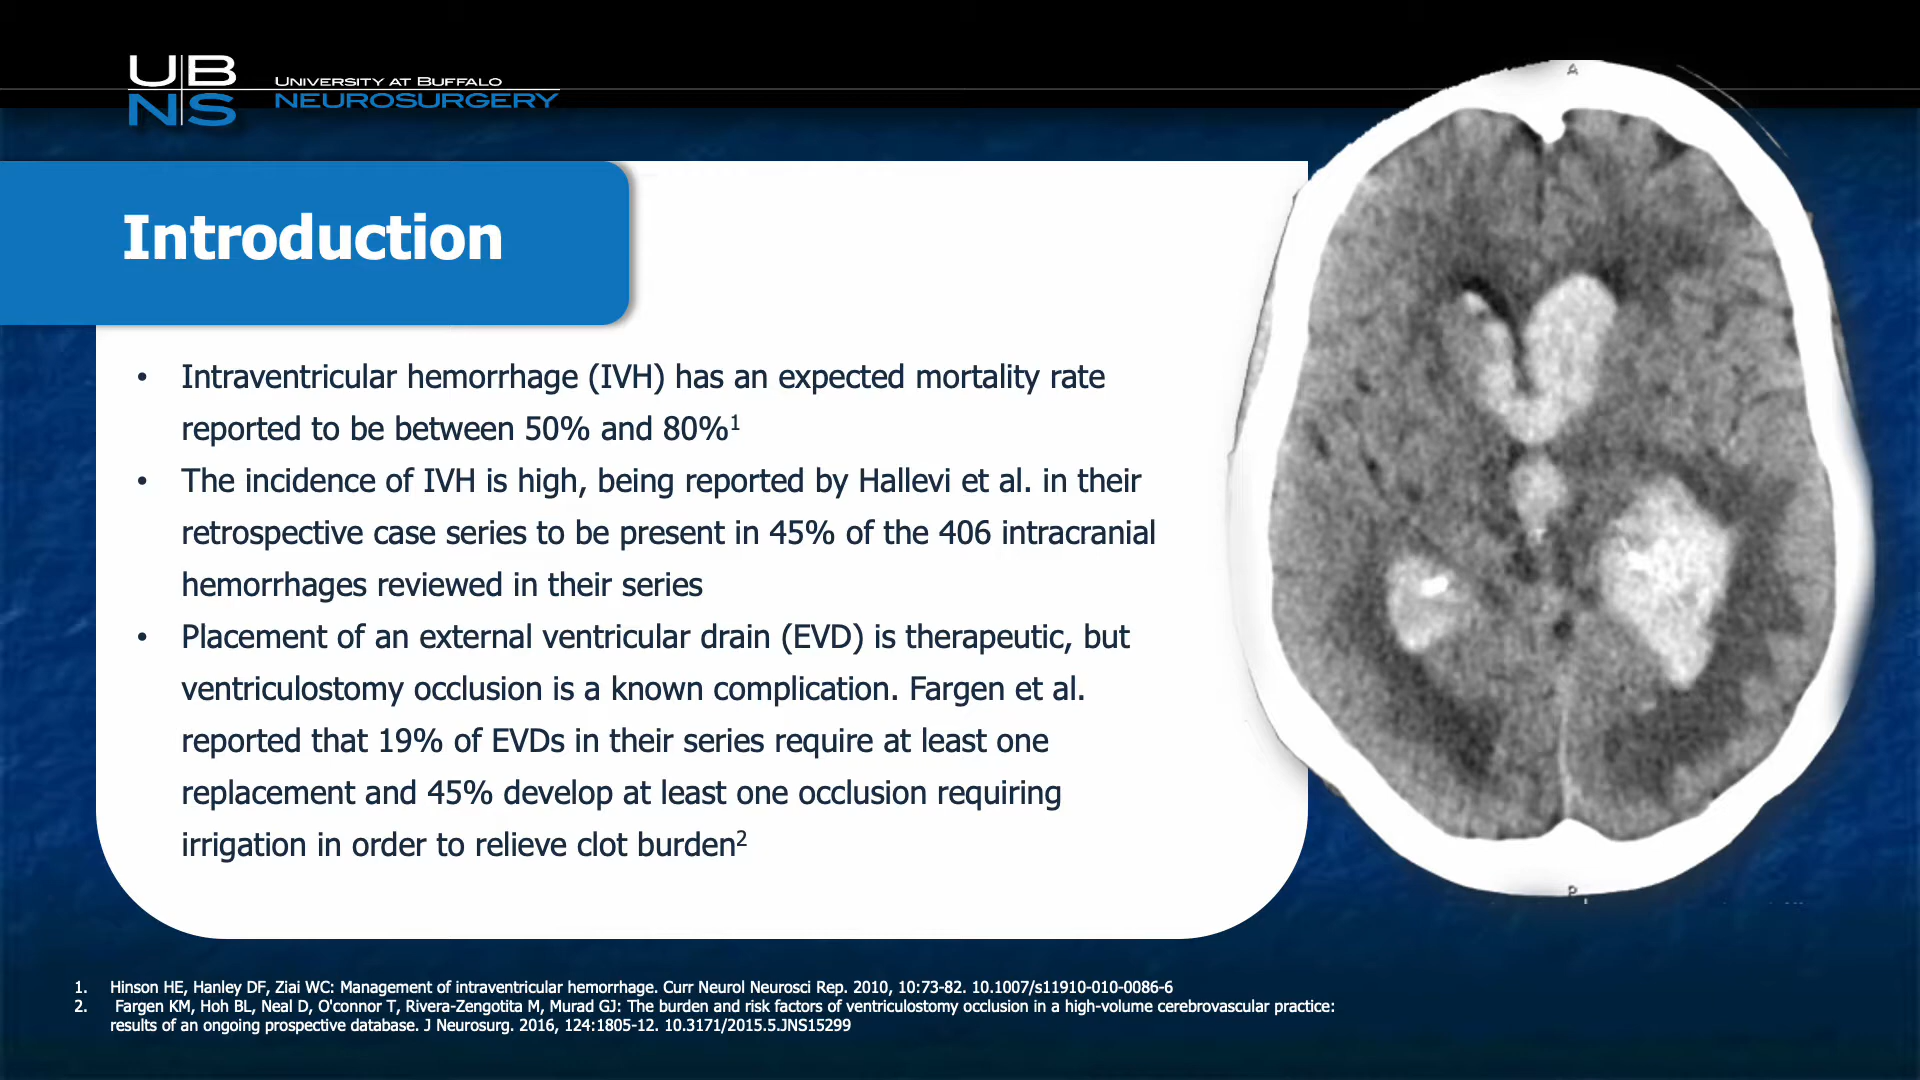 UB
NS
University at Buffalo
Neurosurgery
A
Introduction
• Intraventricular hemorrhage (IVH) has an expected mortality rate
reported to be between 50% and 80%¹
• The incidence of IVH is high, being reported by Hallevi et al. in their
retrospective case series to be present in 45% of the 406 intracranial
hemorrhages reviewed in their series
• Placement of an external ventricular drain (EVD) is therapeutic, but
ventriculostomy occlusion is a known complication. Fargen et al.
reported that 19% of EVDs in their series require at least one
replacement and 45% develop at least one occlusion requiring
irrigation in order to relieve clot burden²
P
1. Hinson HE, Hanley DF, Ziai WC: Management of intraventricular hemorrhage. Curr Neurol Neurosci Rep. 2010, 10:73-82. 10.1007/s11910-010-0086-6
2. Fargen KM, Hoh BL, Neal D, O'connor T, Rivera-Zengotita M, Murad GJ: The burden and risk factors of ventriculostomy occlusion in a high-volume cerebrovascular practice:
results of an ongoing prospective database. J Neurosurg. 2016, 124:1805-12. 10.3171/2015.5.JNS15299